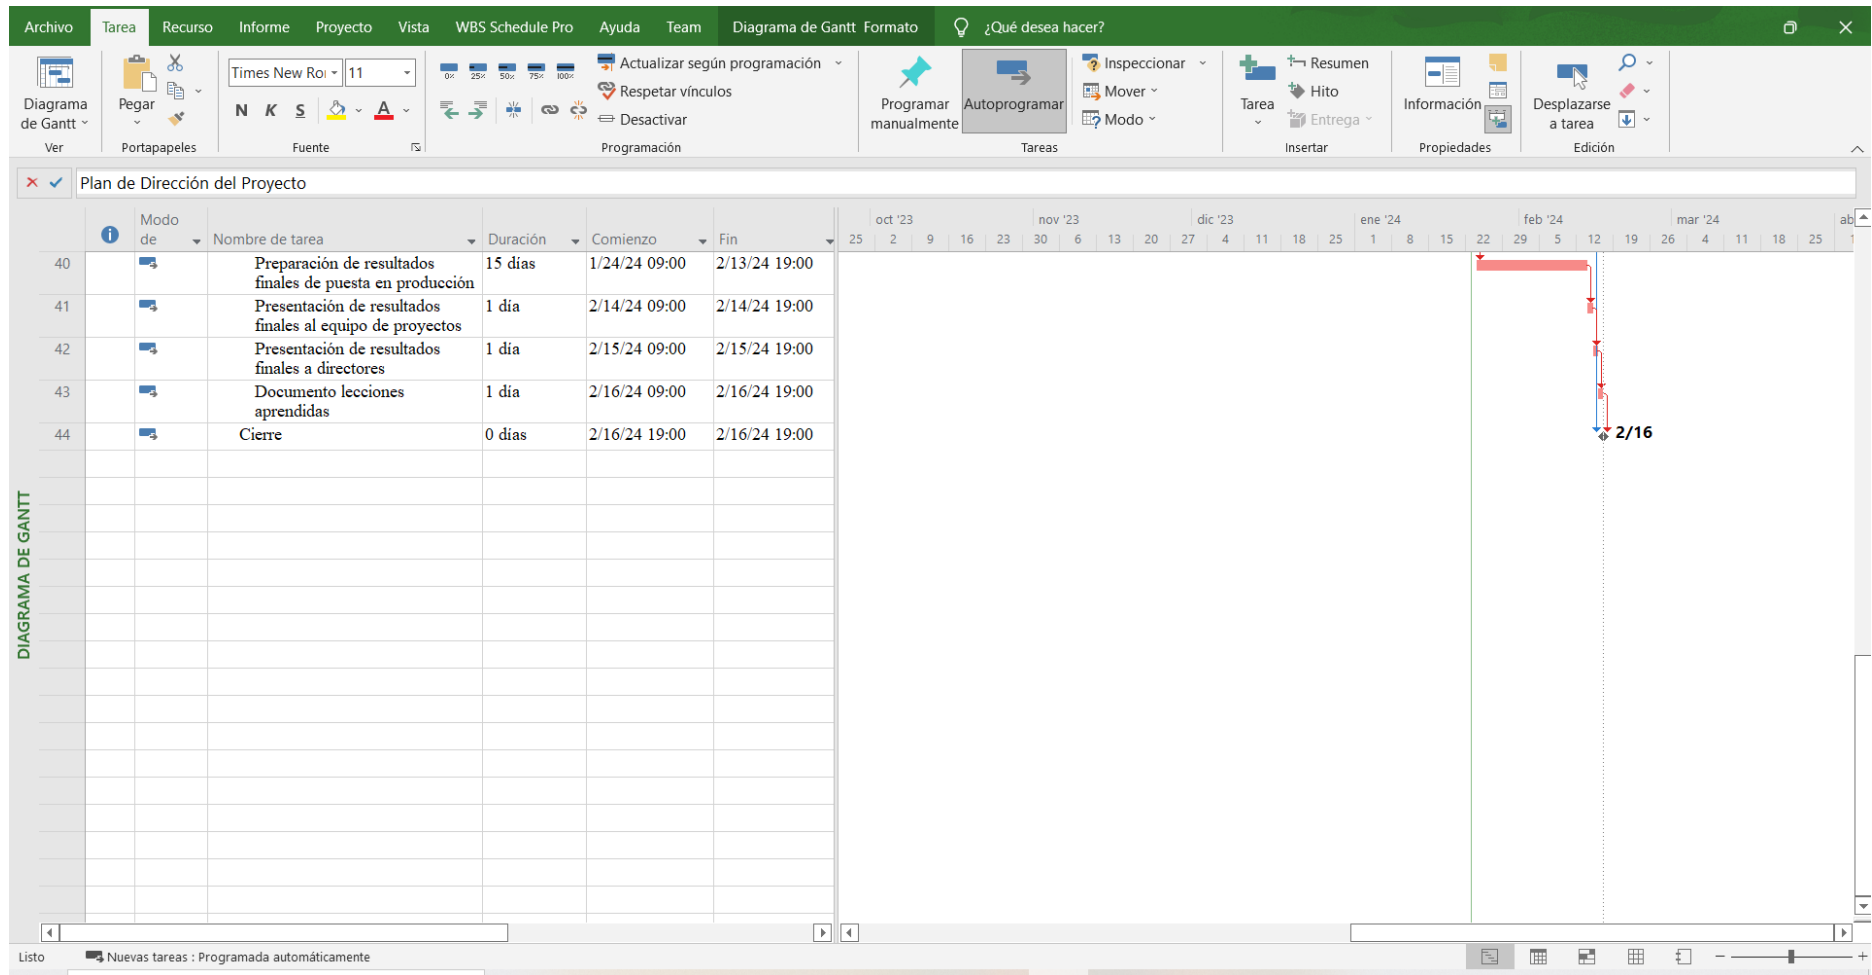 Archivo Tarea Recurso Informe Proyecto Vista WBS Schedule Pro Ayuda Team Diagrama de Gantt Formato ¿Qué desea hacer?
Diagrama de Gantt
Ver
Pegar
Portapapeles
Times New Ro 11
N K S A
Fuente
0% 25% 50% 75% 100%
Actualizar según programación
Respetar vínculos
Desactivar
Programación
Programar manualmente
Autoprogramar
Inspeccionar
Mover
Modo
Tareas
Tarea
Resumen
Hito
Entrega
Insertar
Información
Propiedades
Desplazarse a tarea
Edición
Plan de Dirección del Proyecto
Modo de Nombre de tarea Duración Comienzo Fin
oct '23 nov '23 dic '23 ene '24 feb '24 mar '24 ab
25 2 9 16 23 30 6 13 20 27 4 11 18 25 1 8 15 22 29 5 12 19 26 4 11 18 25 1
40 Preparación de resultados finales de puesta en producción 15 días 1/24/24 09:00 2/13/24 19:00
41 Presentación de resultados finales al equipo de proyectos 1 día 2/14/24 09:00 2/14/24 19:00
42 Presentación de resultados finales a directores 1 día 2/15/24 09:00 2/15/24 19:00
43 Documento lecciones aprendidas 1 día 2/16/24 09:00 2/16/24 19:00
44 Cierre 0 días 2/16/24 19:00 2/16/24 19:00
2/16
DIAGRAMA DE GANTT
Listo Nuevas tareas : Programada automáticamente